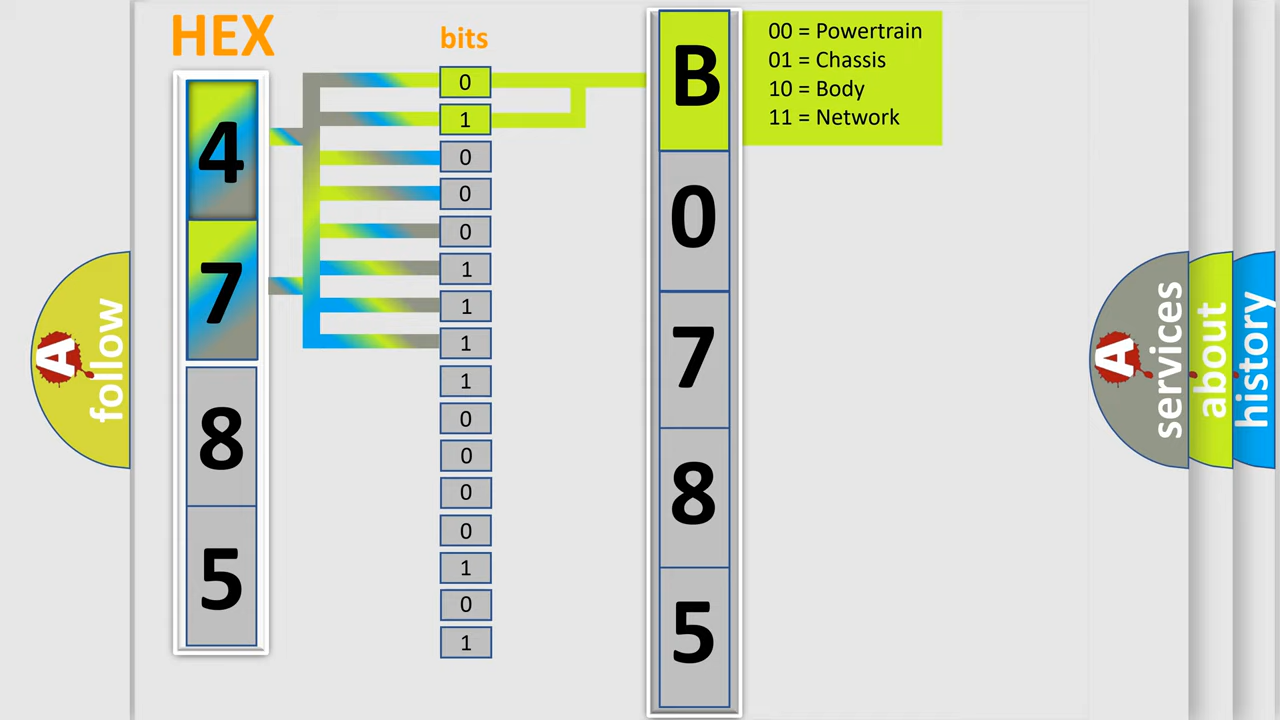 HEX
bits
4
7
8
5
0
1
0
0
0
1
1
1
1
0
0
0
0
1
0
1
B
0
7
8
5
00 = Powertrain
01 = Chassis
10 = Body
11 = Network
A follow
A services
about
history